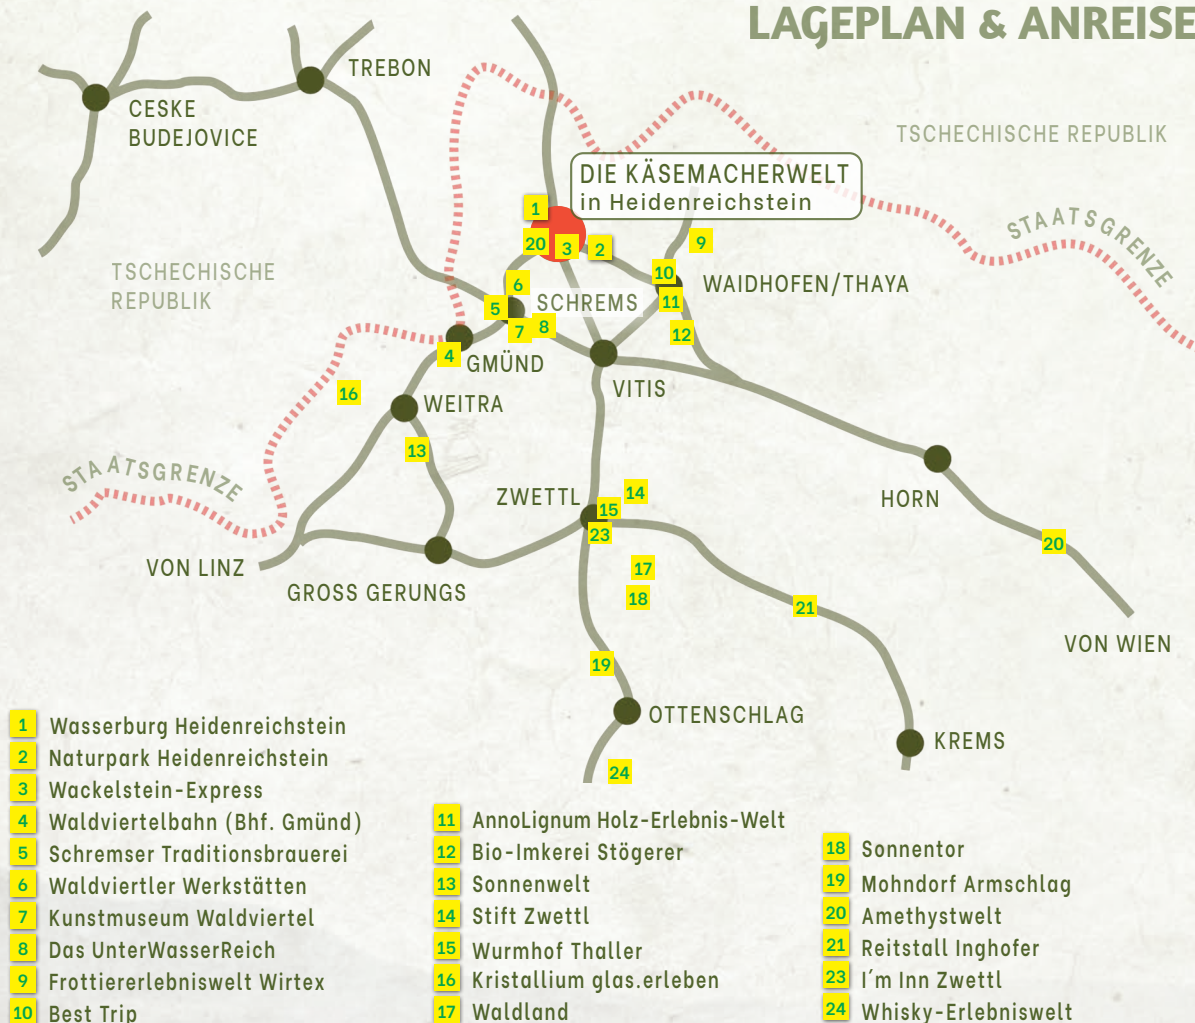 LAGEPLAN & ANREISE
TREBON
CESKE
BUDEJOVICE
TSCHECHISCHE REPUBLIK
DIE KÄSEMACHERWELT
in Heidenreichstein
1
20
3
2
9
STAATSGRENZE
TSCHECHISCHE
REPUBLIK
10
WAIDHOFEN/THAYA
6
5
SCHREMS
11
7
8
12
4
GMÜND
VITIS
16
WEITRA
13
STAATSGRENZE
ZWETTL
14
15
23
HORN
20
VON LINZ
17
GROSS GERUNGS
18
21
VON WIEN
19
OTTENSCHLAG
KREMS
24
1 Wasserburg Heidenreichstein
2 Naturpark Heidenreichstein
3 Wackelstein-Express
4 Waldviertelbahn (Bhf. Gmünd)
5 Schremser Traditionsbrauerei
6 Waldviertler Werkstätten
7 Kunstmuseum Waldviertel
8 Das UnterWasserReich
9 Frottiererlebniswelt Wirtex
10 Best Trip
11 AnnoLignum Holz-Erlebnis-Welt
12 Bio-Imkerei Stögerer
13 Sonnenwelt
14 Stift Zwettl
15 Wurmhof Thaller
16 Kristallium glas.erleben
17 Waldland
18 Sonnentor
19 Mohndorf Armschlag
20 Amethystwelt
21 Reitstall Inghofer
23 I´m Inn Zwettl
24 Whisky-Erlebniswelt